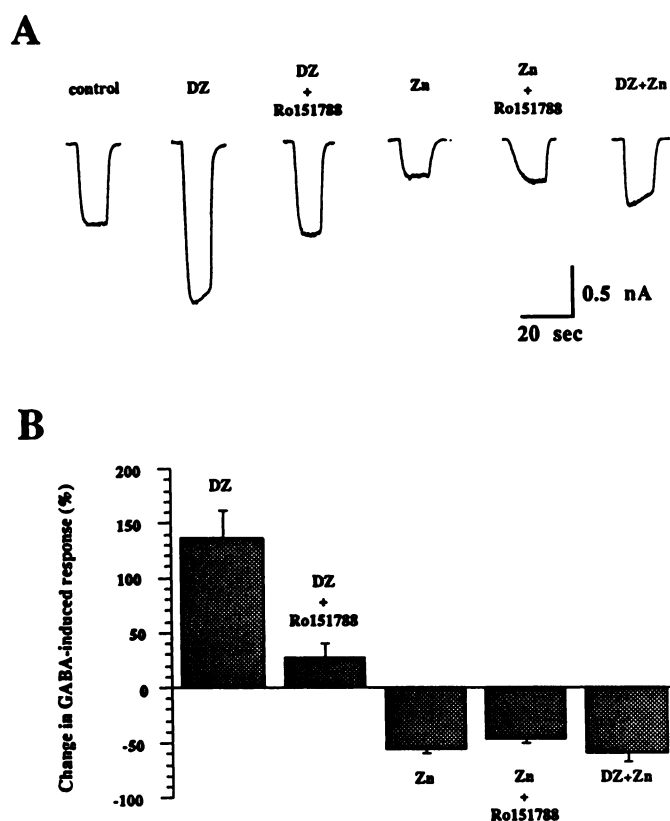 A
control
DZ
DZ
+
Ro151788
Zn
Zn
+
Ro151788
DZ+Zn
0.5 nA
20 sec
B
Change in GABA-induced response (%)
200
150
100
50
0
-50
-100
DZ
DZ
+
Ro151788
Zn
Zn
+
Ro151788
DZ+Zn